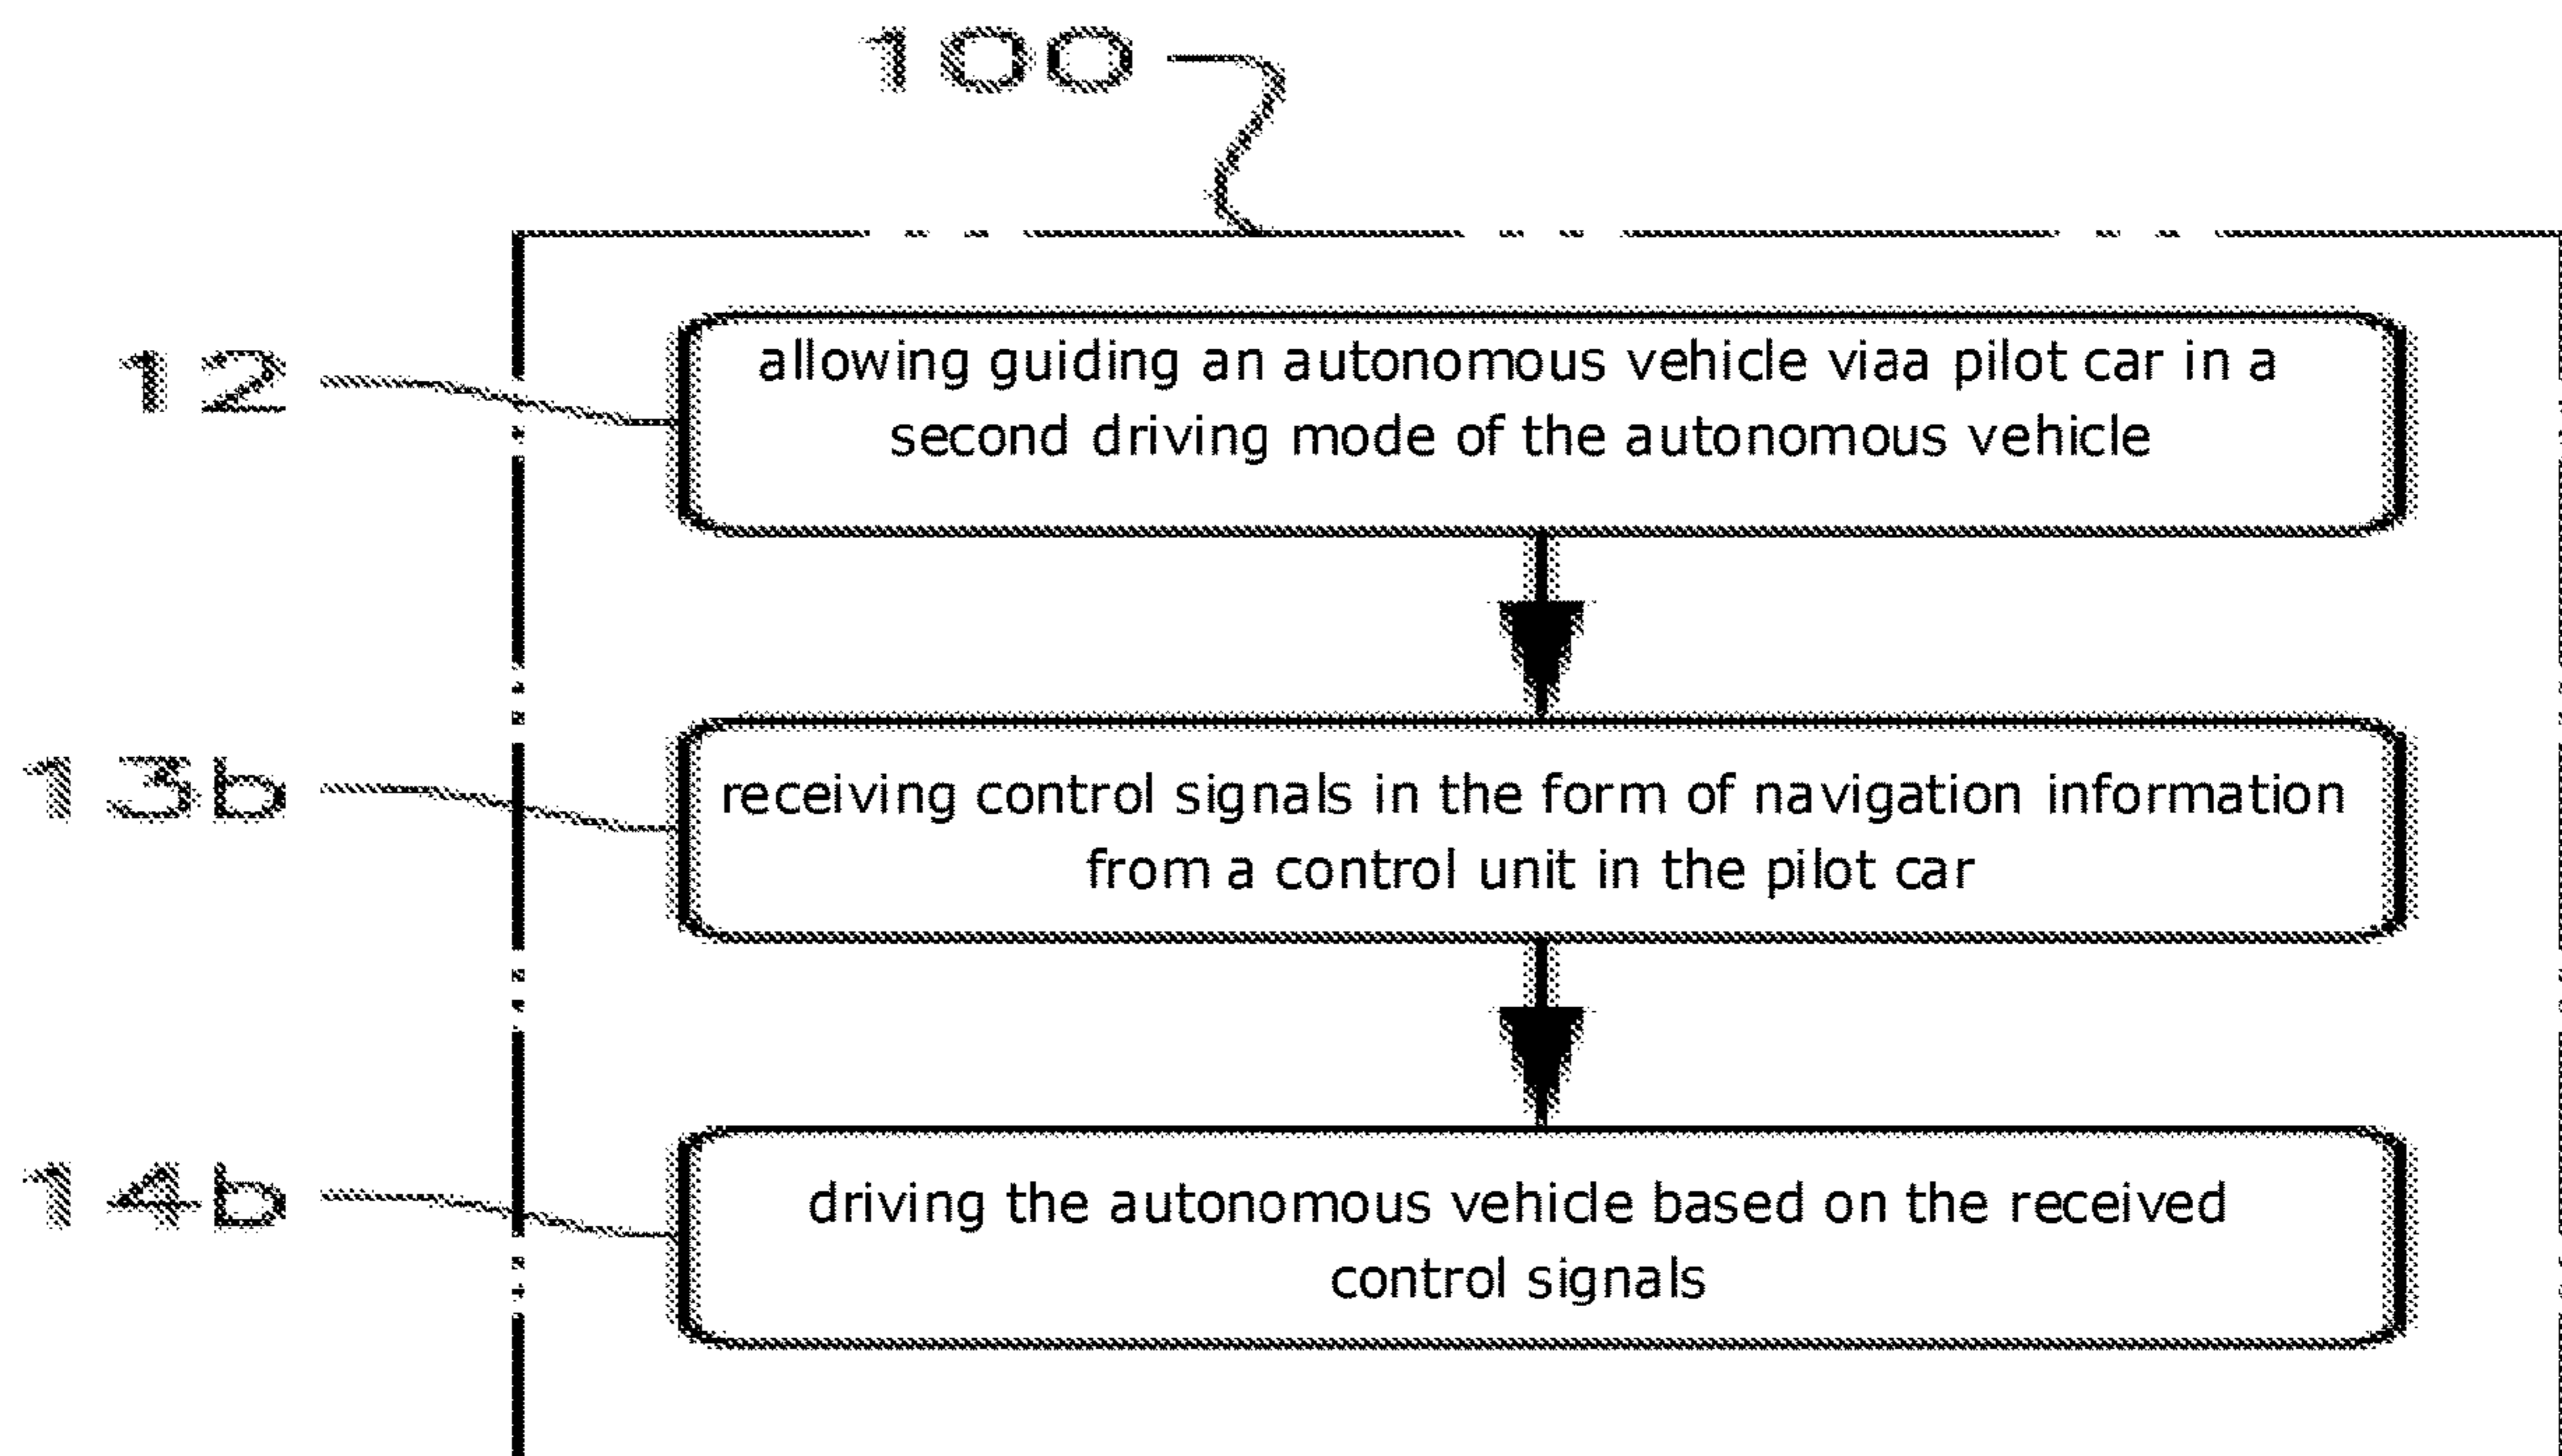 100
12
allowing guiding an autonomous vehicle viaa pilot car in a
second driving mode of the autonomous vehicle
13b
receiving control signals in the form of navigation information
from a control unit in the pilot car
14b
driving the autonomous vehicle based on the received
control signals